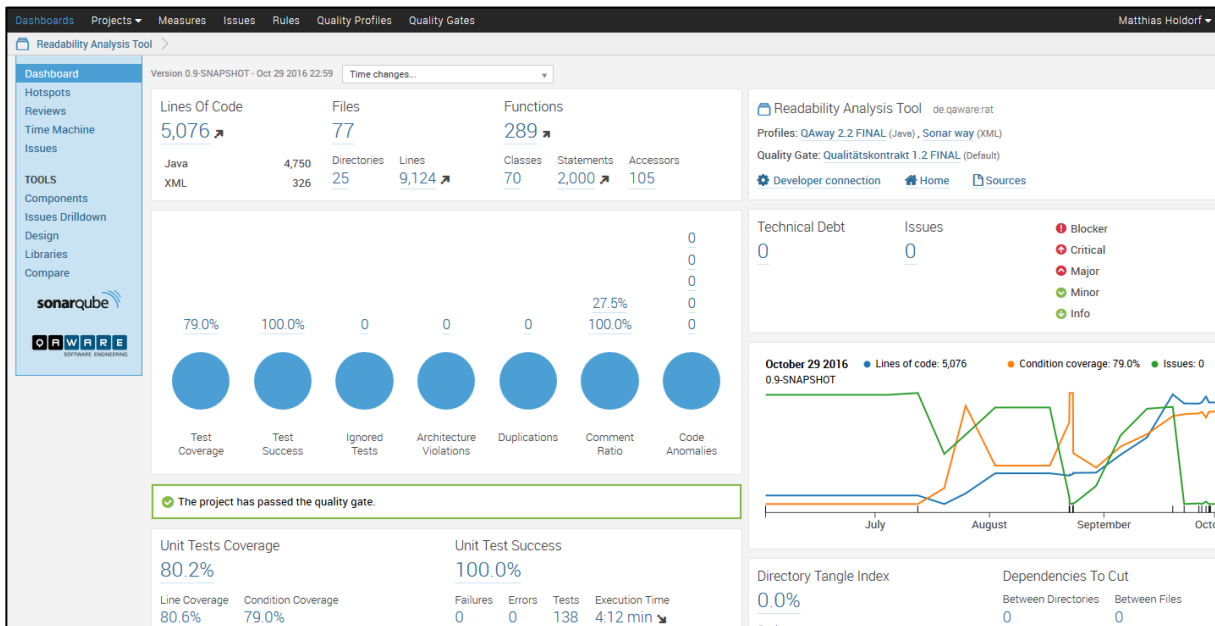 Dashboards Projects Measures Issues Rules Quality Profiles Quality Gates Matthias Holdorf
Readability Analysis Tool
Dashboard
Hotspots
Reviews
Time Machine
Issues
TOOLS
Components
Issues Drilldown
Design
Libraries
Compare
sonarqube
QAWARE
SOFTWARE ENGINEERING
Version 0.9-SNAPSHOT - Oct 29 2016 22:59 Time changes...
Lines Of Code Files Functions
5,076 77 289
Java 4,750 Directories Lines Classes Statements Accessors
XML 326 25 9,124 70 2,000 105
0
0
0
27.5% 0
79.0% 100.0% 0 0 0 100.0% 0
Test Coverage Test Success Ignored Tests Architecture Violations Duplications Comment Ratio Code Anomalies
The project has passed the quality gate.
Unit Tests Coverage Unit Test Success
80.2% 100.0%
Line Coverage Condition Coverage Failures Errors Tests Execution Time
80.6% 79.0% 0 0 138 4:12 min
Readability Analysis Tool de.qaware:rat
Profiles: QAway 2.2 FINAL (Java) , Sonar way (XML)
Quality Gate: Qualitätskontrakt 1.2 FINAL (Default)
Developer connection Home Sources
Technical Debt Issues
0 0
Blocker
Critical
Major
Minor
Info
October 29 2016 Lines of code: 5,076 Condition coverage: 79.0% Issues: 0
0.9-SNAPSHOT
July August September Octo
Directory Tangle Index Dependencies To Cut
0.0% Between Directories Between Files
0 0